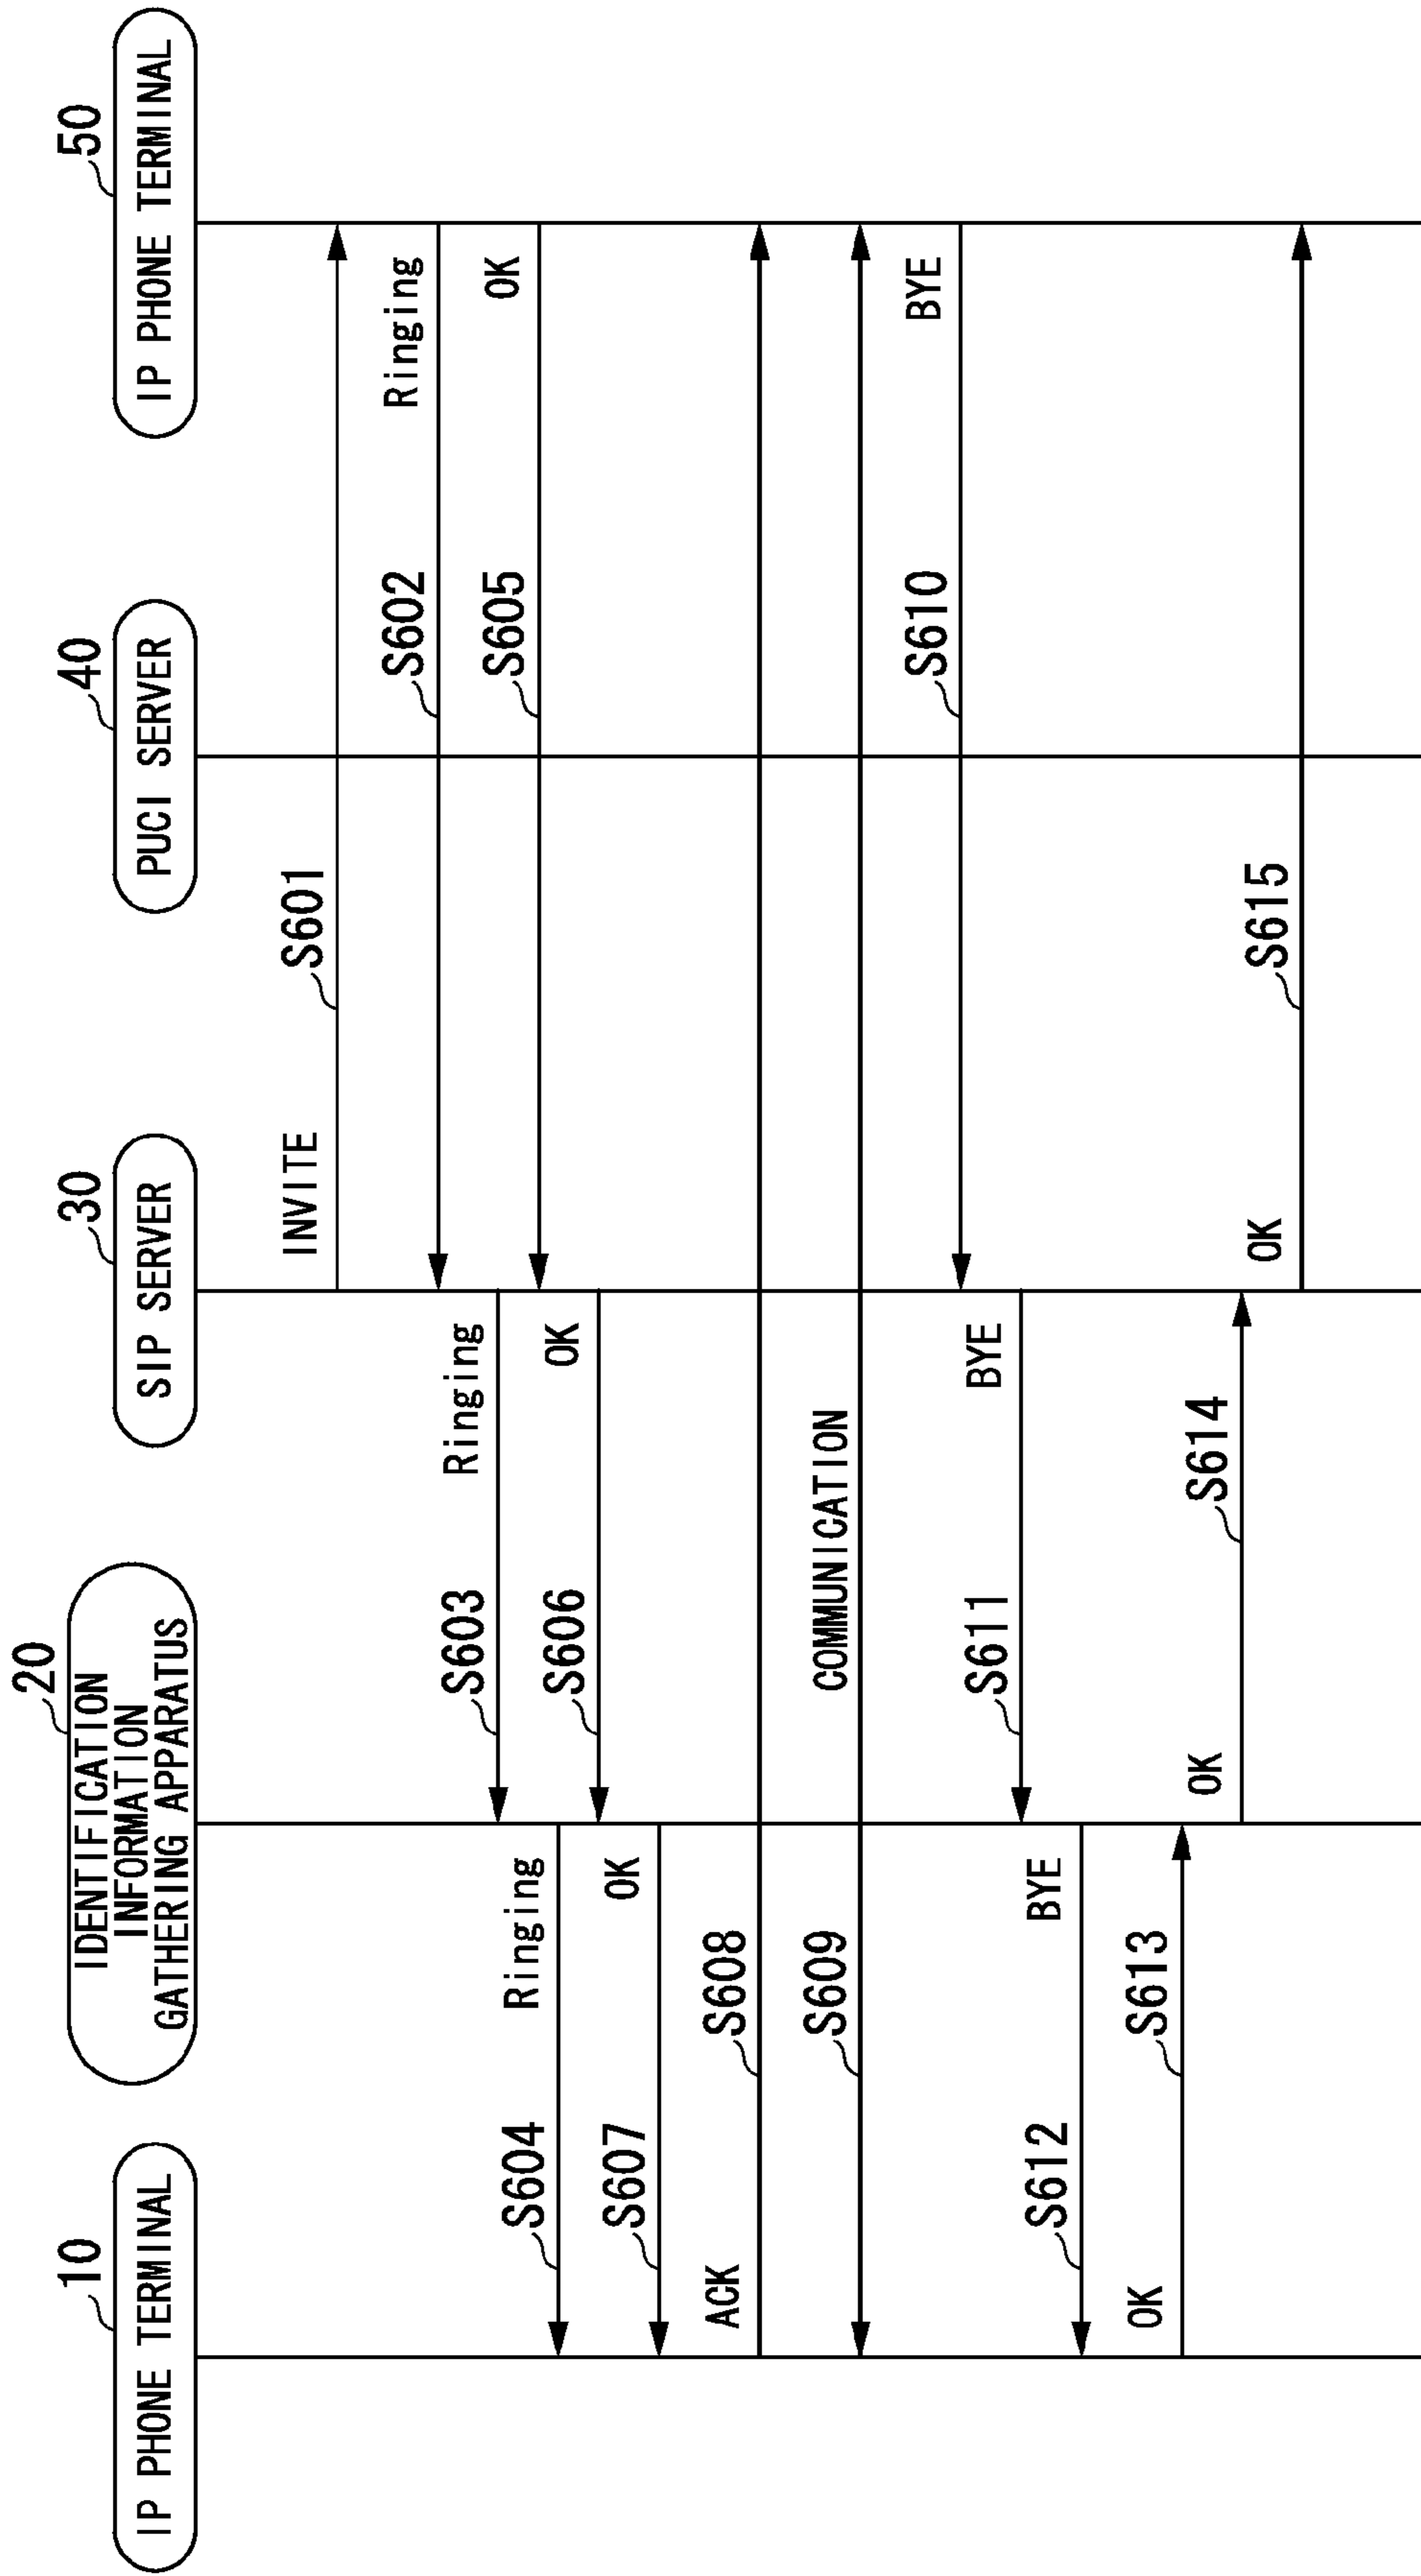 10
IP PHONE TERMINAL
20
IDENTIFICATION
INFORMATION
GATHERING APPARATUS
30
SIP SERVER
40
PUCI SERVER
50
IP PHONE TERMINAL
INVITE
S601
S602
Ringing
S603
Ringing
S605
OK
S604
Ringing
S606
OK
S607
OK
ACK
S608
S609
COMMUNICATION
S610
BYE
S611
BYE
S612
BYE
OK
S613
OK
S614
OK
S615